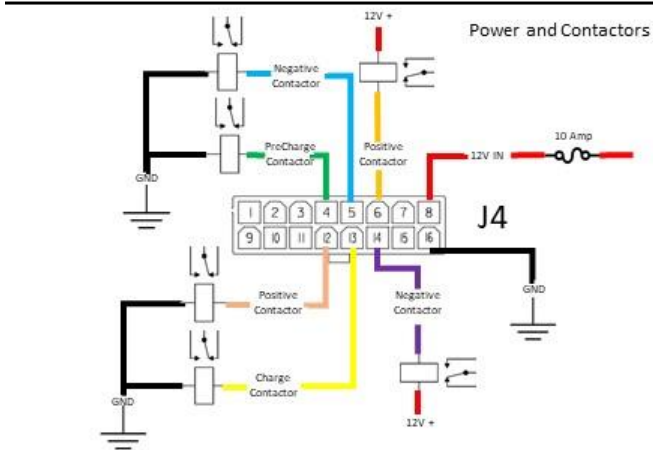 12V +
Power and Contactors
Negative
Contactor
PreCharge
Contactor
Positive
Contactor
12V IN
10 Amp
GND
1 2 3 4 5 6 7 8
9 10 11 12 13 14 15 16
J4
Positive
Contactor
Negative
Contactor
GND
Charge
Contactor
GND
12V +